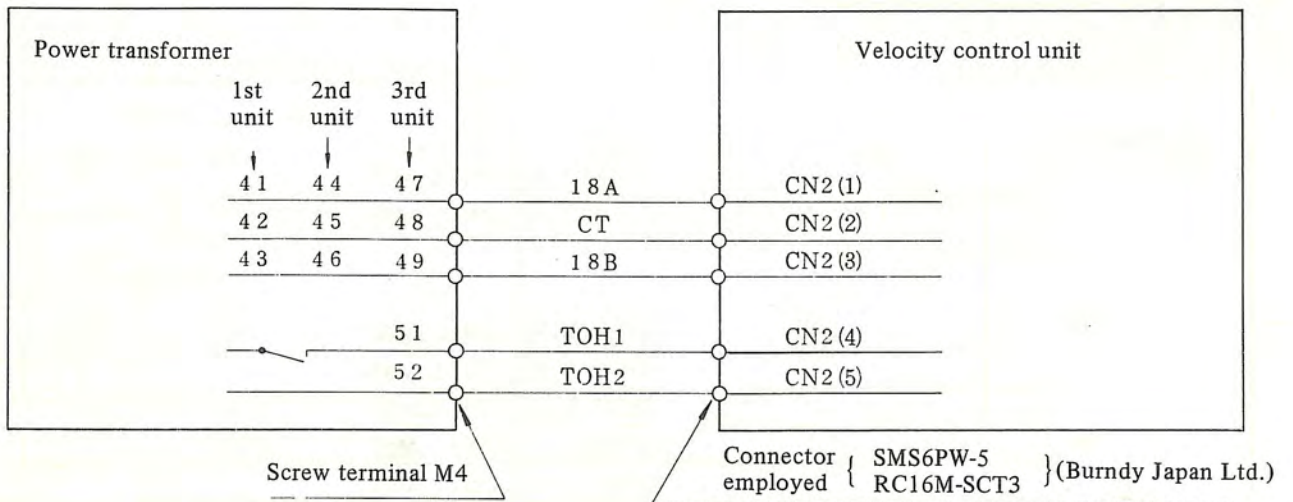 Power transformer
Velocity control unit
1st unit
2nd unit
3rd unit
41 44 47 18A CN2 (1)
42 45 48 CT CN2 (2)
43 46 49 18B CN2 (3)
51 TOH1 CN2 (4)
52 TOH2 CN2 (5)
Screw terminal M4
Connector employed { SMS6PW-5 RC16M-SCT3 } (Burndy Japan Ltd.)